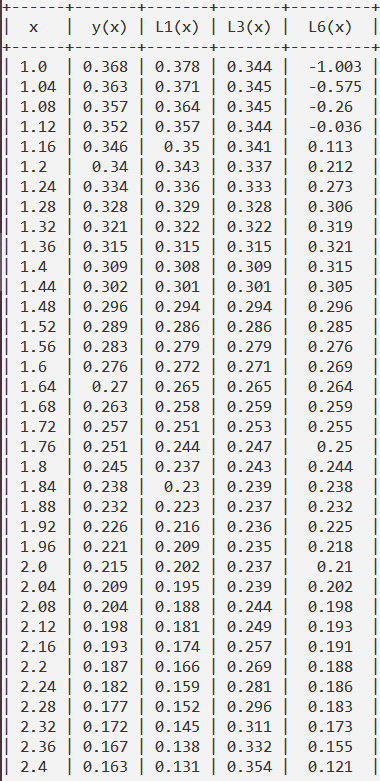 +------+-------+-------+-------+--------+
|  x   |  y(x) | L1(x) | L3(x) | L6(x)  |
+------+-------+-------+-------+--------+
| 1.0  | 0.368 | 0.378 | 0.344 | -1.003 |
| 1.04 | 0.363 | 0.371 | 0.345 | -0.575 |
| 1.08 | 0.357 | 0.364 | 0.345 | -0.26  |
| 1.12 | 0.352 | 0.357 | 0.344 | -0.036 |
| 1.16 | 0.346 |  0.35 | 0.341 | 0.113  |
| 1.2  |  0.34 | 0.343 | 0.337 | 0.212  |
| 1.24 | 0.334 | 0.336 | 0.333 | 0.273  |
| 1.28 | 0.328 | 0.329 | 0.328 | 0.306  |
| 1.32 | 0.321 | 0.322 | 0.322 | 0.319  |
| 1.36 | 0.315 | 0.315 | 0.315 | 0.321  |
| 1.4  | 0.309 | 0.308 | 0.309 | 0.315  |
| 1.44 | 0.302 | 0.301 | 0.301 | 0.305  |
| 1.48 | 0.296 | 0.294 | 0.294 | 0.296  |
| 1.52 | 0.289 | 0.286 | 0.286 | 0.285  |
| 1.56 | 0.283 | 0.279 | 0.279 | 0.276  |
| 1.6  | 0.276 | 0.272 | 0.271 | 0.269  |
| 1.64 |  0.27 | 0.265 | 0.265 | 0.264  |
| 1.68 | 0.263 | 0.258 | 0.259 | 0.259  |
| 1.72 | 0.257 | 0.251 | 0.253 | 0.255  |
| 1.76 | 0.251 | 0.244 | 0.247 |  0.25  |
| 1.8  | 0.245 | 0.237 | 0.243 | 0.244  |
| 1.84 | 0.238 |  0.23 | 0.239 | 0.238  |
| 1.88 | 0.232 | 0.223 | 0.237 | 0.232  |
| 1.92 | 0.226 | 0.216 | 0.236 | 0.225  |
| 1.96 | 0.221 | 0.209 | 0.235 | 0.218  |
| 2.0  | 0.215 | 0.202 | 0.237 |  0.21  |
| 2.04 | 0.209 | 0.195 | 0.239 | 0.202  |
| 2.08 | 0.204 | 0.188 | 0.244 | 0.198  |
| 2.12 | 0.198 | 0.181 | 0.249 | 0.193  |
| 2.16 | 0.193 | 0.174 | 0.257 | 0.191  |
| 2.2  | 0.187 | 0.166 | 0.269 | 0.188  |
| 2.24 | 0.182 | 0.159 | 0.281 | 0.186  |
| 2.28 | 0.177 | 0.152 | 0.296 | 0.183  |
| 2.32 | 0.172 | 0.145 | 0.311 | 0.173  |
| 2.36 | 0.167 | 0.138 | 0.332 | 0.155  |
| 2.4  | 0.163 | 0.131 | 0.354 | 0.121  |